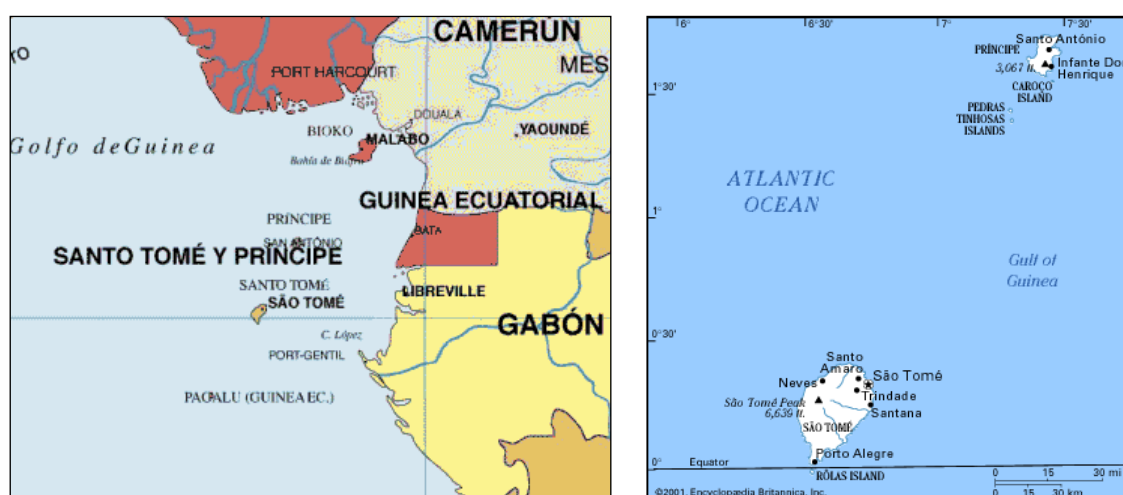 ro
CAMERÚN
MES
PORT HARCOURT
DOUALA
BIOKO
MALABO
YAOUNDÉ
Golfo de Guinea
Bahía de Biafra
GUINEA ECUATORIAL
PRÍNCIPE
BATA
SAN ANTÓNIO
SANTO TOMÉ Y PRÍNCIPE
SANTO TOMÉ
SÃO TOMÉ
LIBREVILLE
GABÓN
C. López
PORT-GENTIL
PAGALU (GUINEA EC.)
6°
6°30'
7°
7°30'
Santo António
PRÍNCIPE
3,067 ft.
Infante Dom
Henrique
CAROÇO
ISLAND
1°30'
PEDRAS
TINHOSAS
ISLANDS
ATLANTIC
OCEAN
1°
Gulf of
Guinea
0°30'
Santo
Amaro
São Tomé
Neves
Trindade
São Tomé Peak
6,639 ft.
Santana
SÃO TOMÉ
Porto Alegre
0°
Equator
RÔLAS ISLAND
0 15 30 mi
0 15 30 km
©2001, Encyclopædia Britannica, Inc.